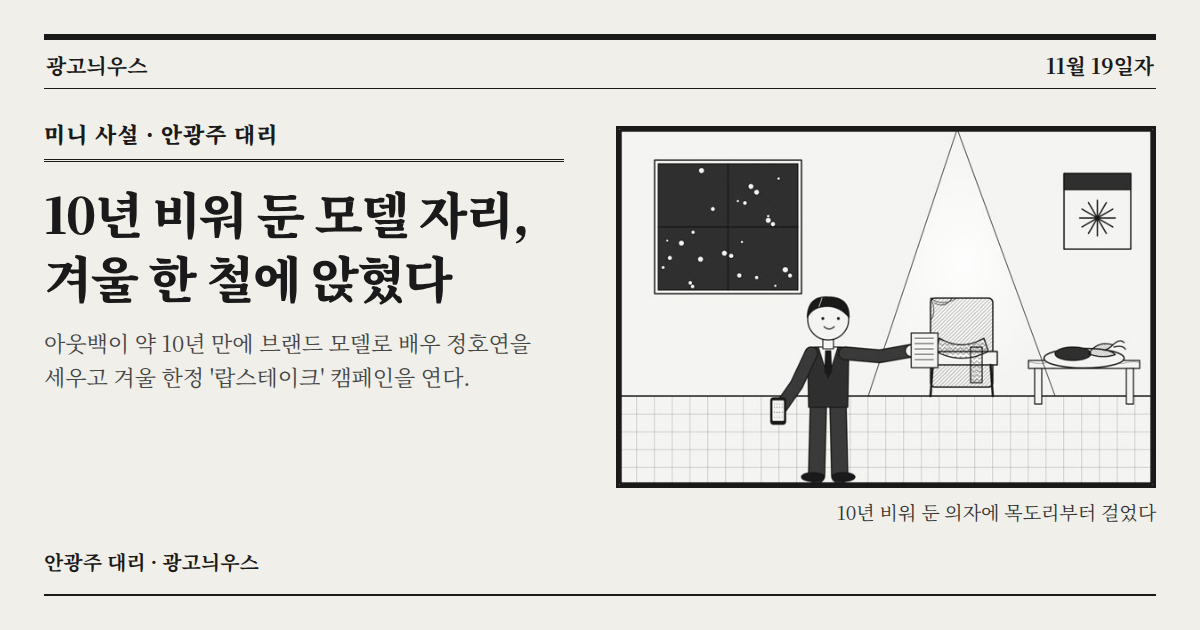 광고늬우스
11월 19일자
미니 사설 · 안광주 대리
10년 비워 둔 모델 자리,
겨울 한 철에 앉혔다
아웃백이 약 10년 만에 브랜드 모델로 배우 정호연을
세우고 겨울 한정 '랍스테이크' 캠페인을 연다.
10년 비워 둔 의자에 목도리부터 걸었다
안광주 대리 · 광고늬우스